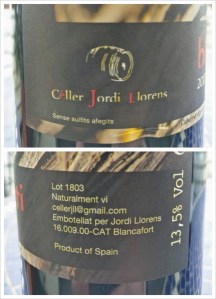 Celler Jordi Llorens
Sense sulfits afegits
Lot 1803
Naturalment vi
cellerjll@gmail.com
Embotellat per Jordi Llorens
16.009.00-CAT Blancafort
Product of Spain
13,5% Vol